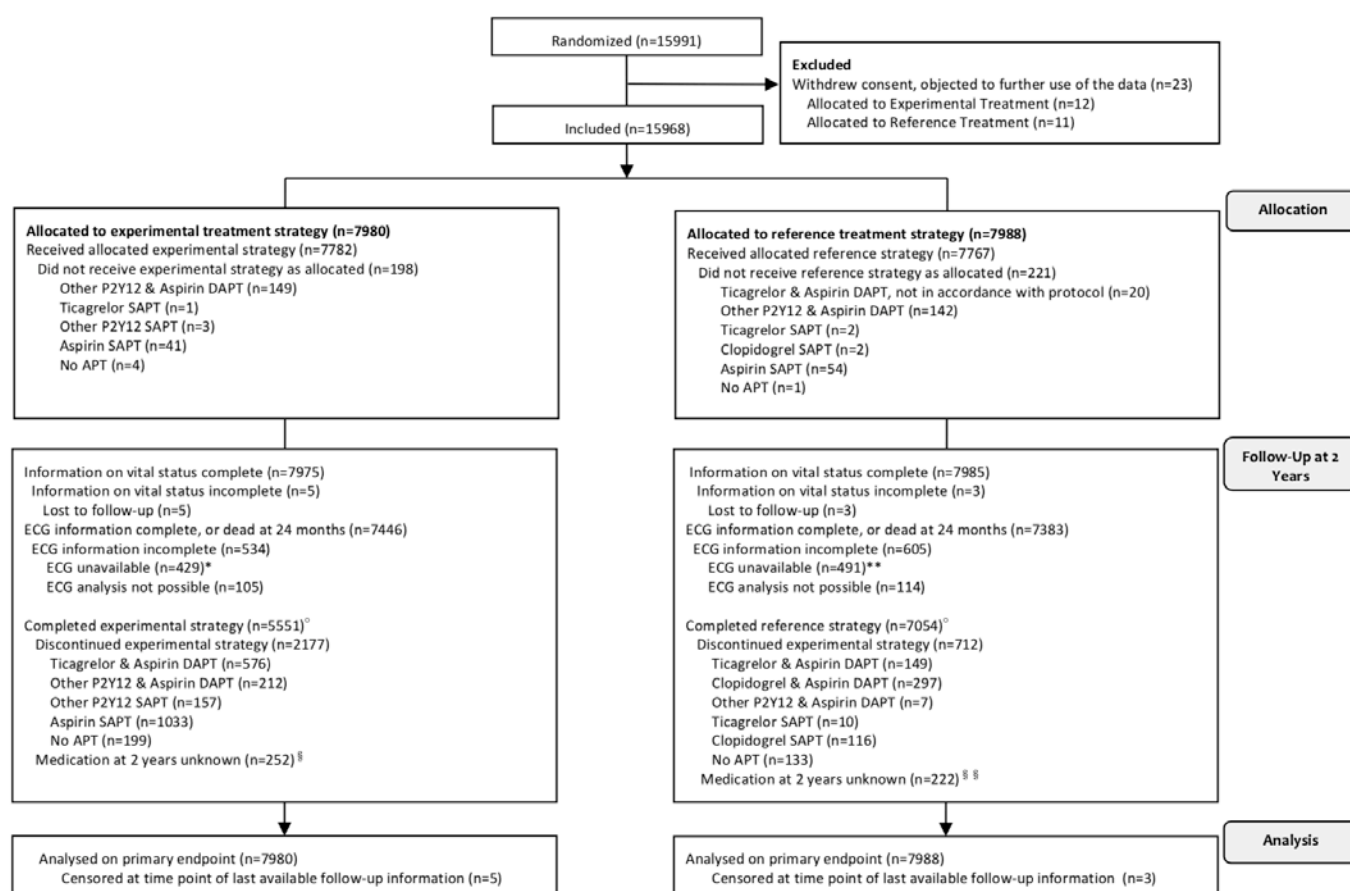 Randomized (n=15991)
Excluded
Withdrew consent, objected to further use of the data (n=23)
Allocated to Experimental Treatment (n=12)
Allocated to Reference Treatment (n=11)
Included (n=15968)
Allocation
Allocated to experimental treatment strategy (n=7980)
Received allocated experimental strategy (n=7782)
Did not receive experimental strategy as allocated (n=198)
Other P2Y12 & Aspirin DAPT (n=149)
Ticagrelor SAPT (n=1)
Other P2Y12 SAPT (n=3)
Aspirin SAPT (n=41)
No APT (n=4)
Allocated to reference treatment strategy (n=7988)
Received allocated reference strategy (n=7767)
Did not receive reference strategy as allocated (n=221)
Ticagrelor & Aspirin DAPT, not in accordance with protocol (n=20)
Other P2Y12 & Aspirin DAPT (n=142)
Ticagrelor SAPT (n=2)
Clopidogrel SAPT (n=2)
Aspirin SAPT (n=54)
No APT (n=1)
Follow-Up at 2
Years
Information on vital status complete (n=7975)
Information on vital status incomplete (n=5)
Lost to follow-up (n=5)
ECG information complete, or dead at 24 months (n=7446)
ECG information incomplete (n=534)
ECG unavailable (n=429)*
ECG analysis not possible (n=105)
Completed experimental strategy (n=5551)°
Discontinued experimental strategy (n=2177)
Ticagrelor & Aspirin DAPT (n=576)
Other P2Y12 & Aspirin DAPT (n=212)
Other P2Y12 SAPT (n=157)
Aspirin SAPT (n=1033)
No APT (n=199)
Medication at 2 years unknown (n=252)§
Information on vital status complete (n=7985)
Information on vital status incomplete (n=3)
Lost to follow-up (n=3)
ECG information complete, or dead at 24 months (n=7383)
ECG information incomplete (n=605)
ECG unavailable (n=491)**
ECG analysis not possible (n=114)
Completed reference strategy (n=7054)°
Discontinued experimental strategy (n=712)
Ticagrelor & Aspirin DAPT (n=149)
Clopidogrel & Aspirin DAPT (n=297)
Other P2Y12 & Aspirin DAPT (n=7)
Ticagrelor SAPT (n=10)
Clopidogrel SAPT (n=116)
No APT (n=133)
Medication at 2 years unknown (n=222)§§
Analysis
Analysed on primary endpoint (n=7980)
Censored at time point of last available follow-up information (n=5)
Analysed on primary endpoint (n=7988)
Censored at time point of last available follow-up information (n=3)